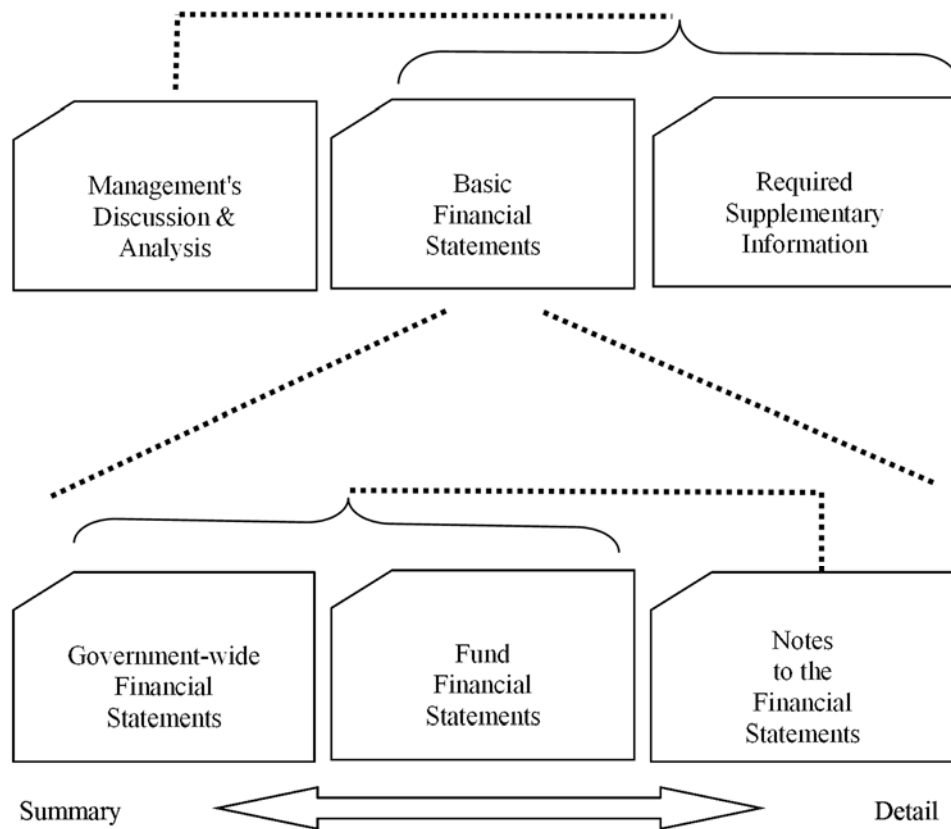 Management's
Discussion &
Analysis
Basic
Financial
Statements
Required
Supplementary
Information
Government-wide
Financial
Statements
Fund
Financial
Statements
Notes
to the
Financial
Statements
Summary
Detail